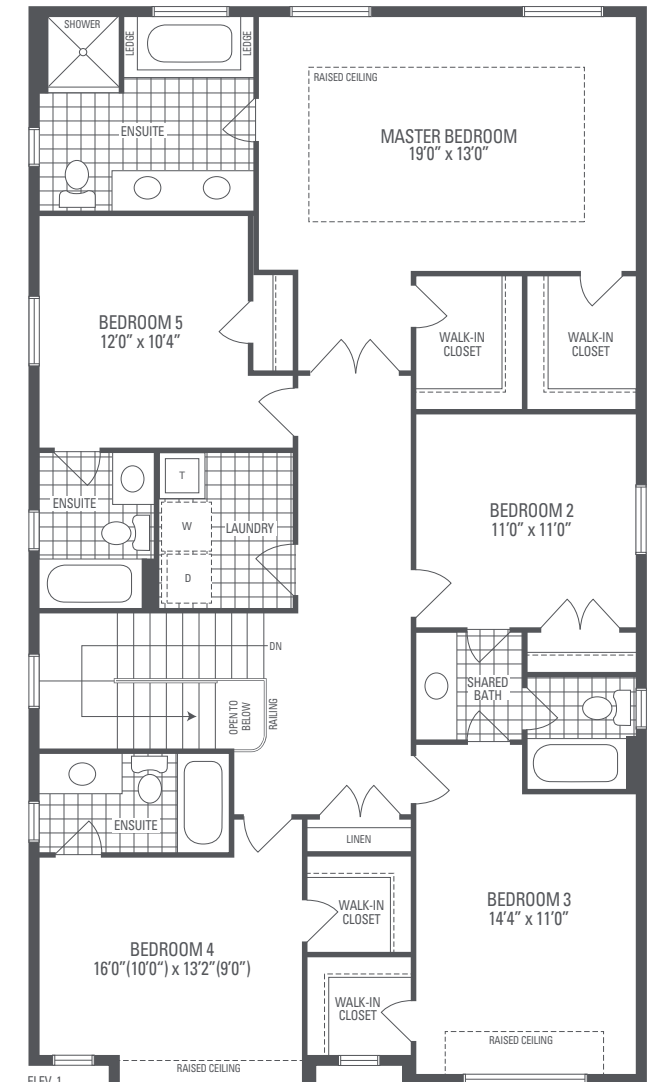 SHOWER
LEDGE
LEDGE
RAISED CEILING
ENSUITE
MASTER BEDROOM
19'0" x 13'0"
BEDROOM 5
12'0" x 10'4"
WALK-IN
CLOSET
WALK-IN
CLOSET
T
ENSUITE
W
LAUNDRY
D
BEDROOM 2
11'0" x 11'0"
DN
OPEN TO
BELOW
RAILING
SHARED
BATH
ENSUITE
LINEN
WALK-IN
CLOSET
BEDROOM 3
14'4" x 11'0"
BEDROOM 4
16'0"(10'0") x 13'2"(9'0")
WALK-IN
CLOSET
RAISED CEILING
RAISED CEILING
ELEV. 1